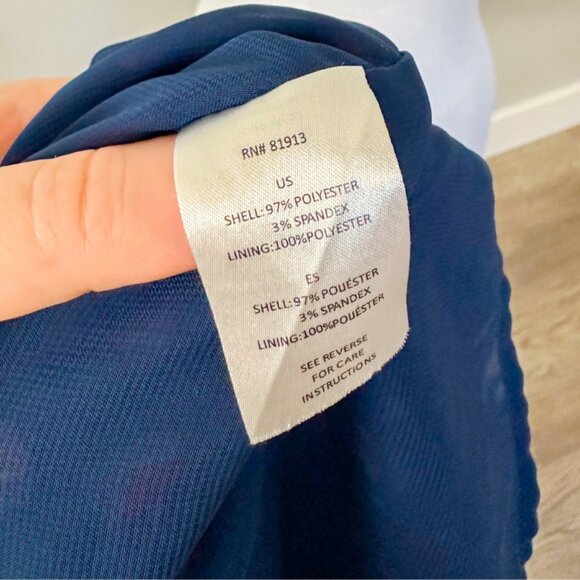 RN# 81913
US
SHELL:97% POLYESTER
3% SPANDEX
LINING:100%POLYESTER
ES
SHELL:97% POLIÉSTER
3% SPANDEX
LINING:100%POLIÉSTER
SEE REVERSE
FOR CARE
INSTRUCTIONS